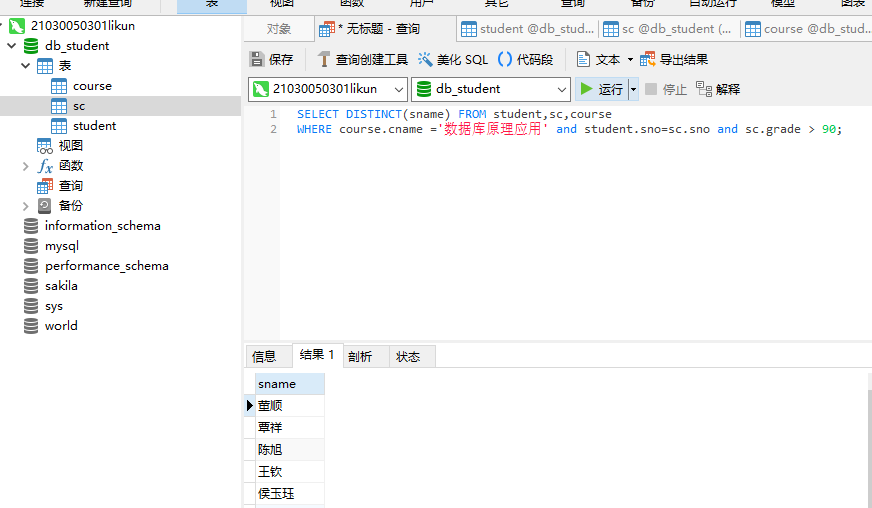 连接 新建查询 表 视图 函数 用户 其它 查询 备份 自动运行 模型 图表
21030050301likun
对象 * 无标题 - 查询 student @db_stud... sc @db_student (... course @db_stud...
db_student
表
保存 查询创建工具 美化 SQL 代码段 文本 导出结果
course
21030050301likun db_student 运行 停止 解释
sc
student
1 SELECT DISTINCT(sname) FROM student,sc,course
2 WHERE course.cname ='数据库原理应用' and student.sno=sc.sno and sc.grade > 90;
视图
函数
查询
备份
information_schema
mysql
performance_schema
sakila
sys
world
信息 结果 1 剖析 状态
sname
董顺
覃祥
陈旭
王钦
侯玉珏